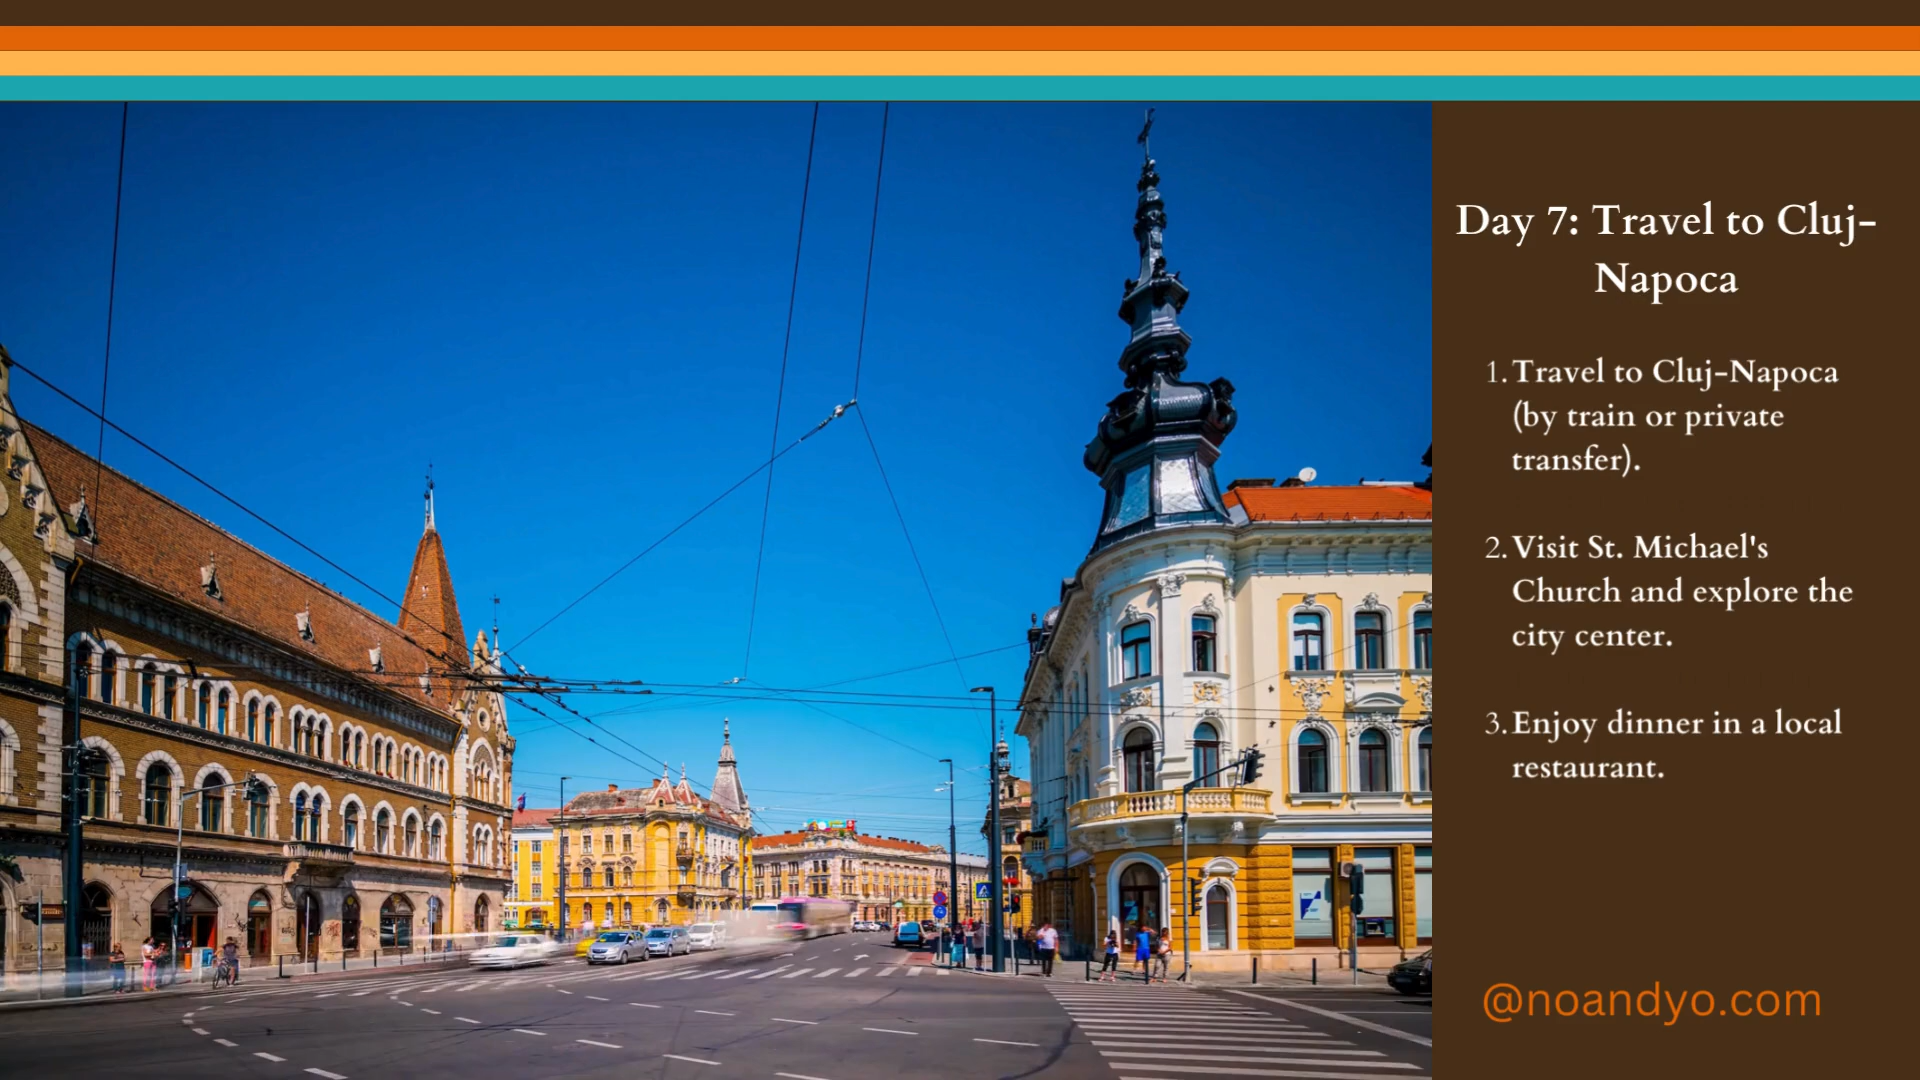 Day 7: Travel to Cluj-
Napoca
1. Travel to Cluj-Napoca
(by train or private
transfer).
2. Visit St. Michael's
Church and explore the
city center.
3. Enjoy dinner in a local
restaurant.
@noandyo.com